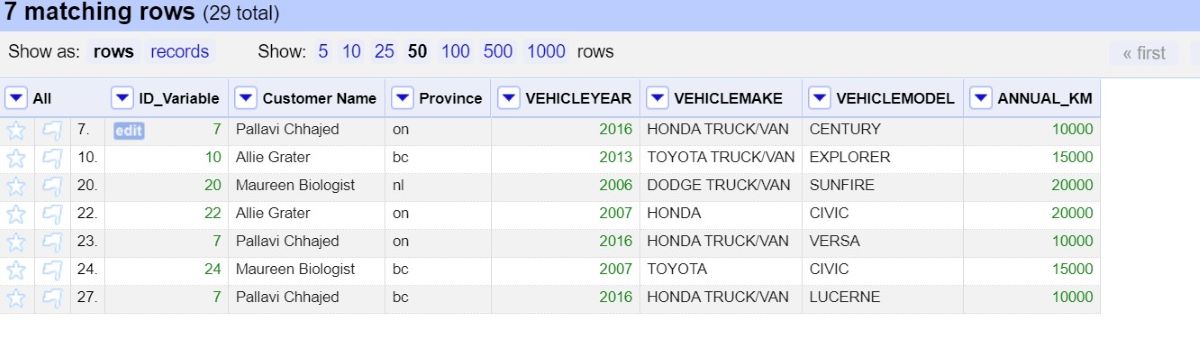 7 matching rows (29 total)
Show as: rows records Show: 5 10 25 50 100 500 1000 rows « first
All ID_Variable Customer Name Province VEHICLEYEAR VEHICLEMAKE VEHICLEMODEL ANNUAL_KM
7. edit 7 Pallavi Chhajed on 2016 HONDA TRUCK/VAN CENTURY 10000
10. 10 Allie Grater bc 2013 TOYOTA TRUCK/VAN EXPLORER 15000
20. 20 Maureen Biologist nl 2006 DODGE TRUCK/VAN SUNFIRE 20000
22. 22 Allie Grater on 2007 HONDA CIVIC 20000
23. 7 Pallavi Chhajed on 2016 HONDA TRUCK/VAN VERSA 10000
24. 24 Maureen Biologist bc 2007 TOYOTA CIVIC 15000
27. 7 Pallavi Chhajed bc 2016 HONDA TRUCK/VAN LUCERNE 10000